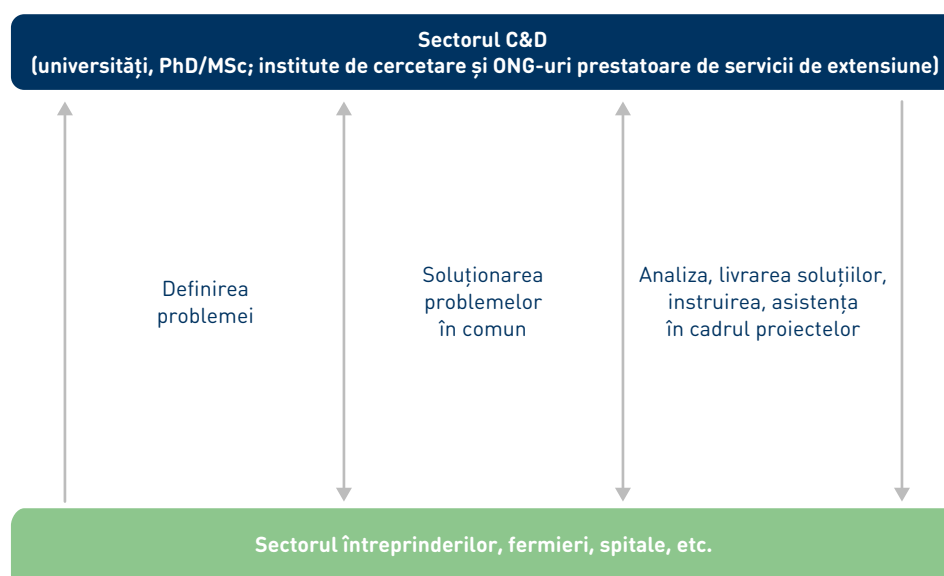 Sectorul C&D
(universități, PhD/MSc; institute de cercetare și ONG-uri prestatoare de servicii de extensiune)
Definirea
problemei
Soluționarea
problemelor
în comun
Analiza, livrarea soluțiilor,
instruirea, asistența
în cadrul proiectelor
Sectorul întreprinderilor, fermieri, spitale, etc.